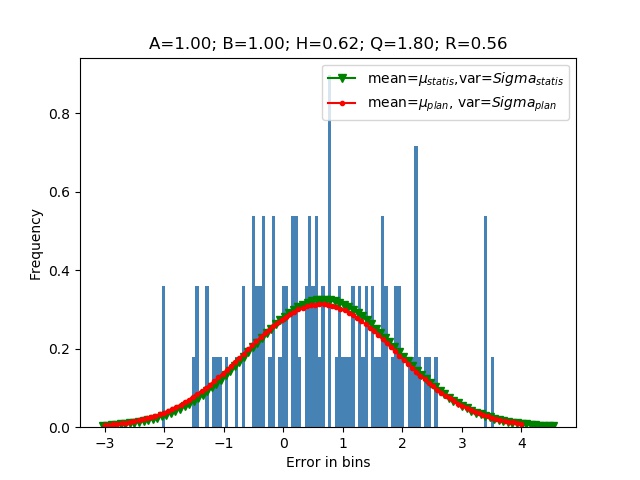 A=1.00; B=1.00; H=0.62; Q=1.80; R=0.56
mean=μstatis,var=Sigmastatis
mean=μplan, var=Sigmaplan
0.8
0.6
0.4
0.2
0.0
Frequency
−3 −2 −1 0 1 2 3 4
Error in bins